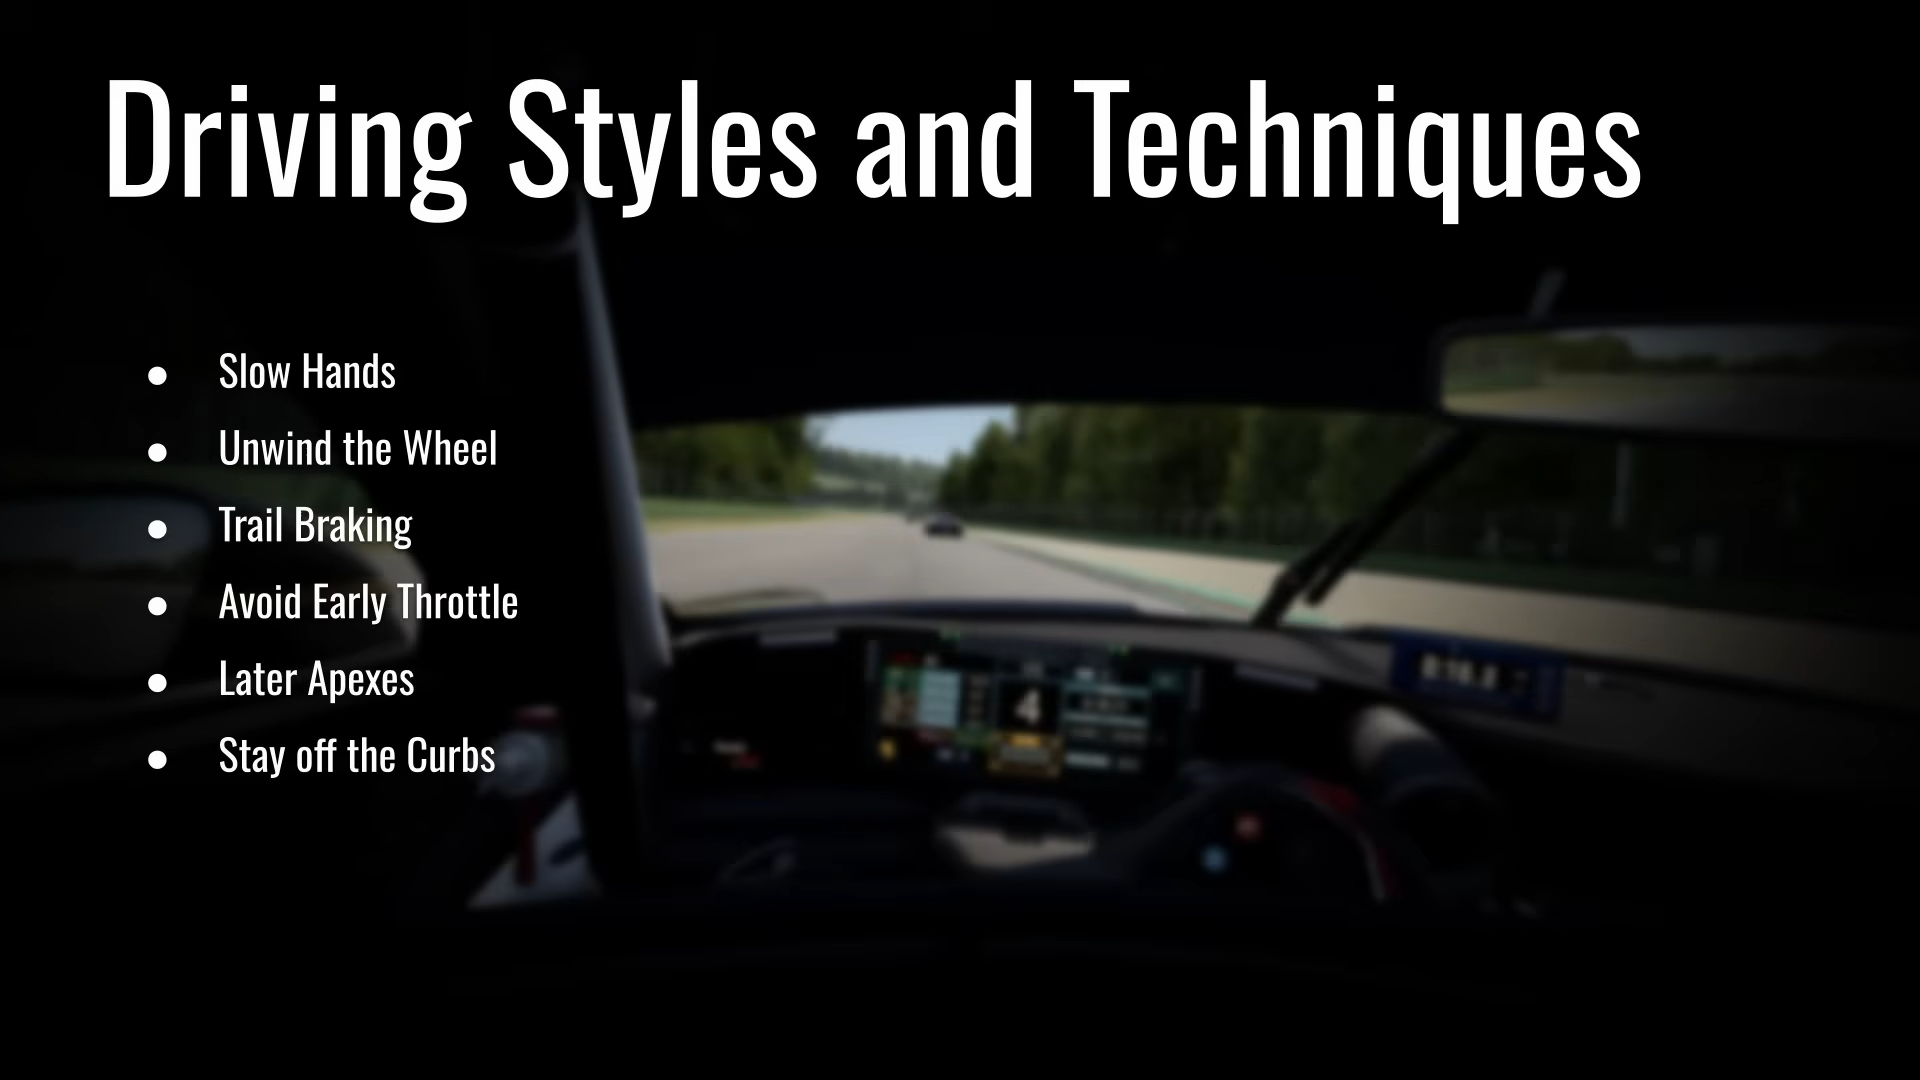 Driving Styles and Techniques
● Slow Hands
● Unwind the Wheel
● Trail Braking
● Avoid Early Throttle
● Later Apexes
● Stay off the Curbs
4